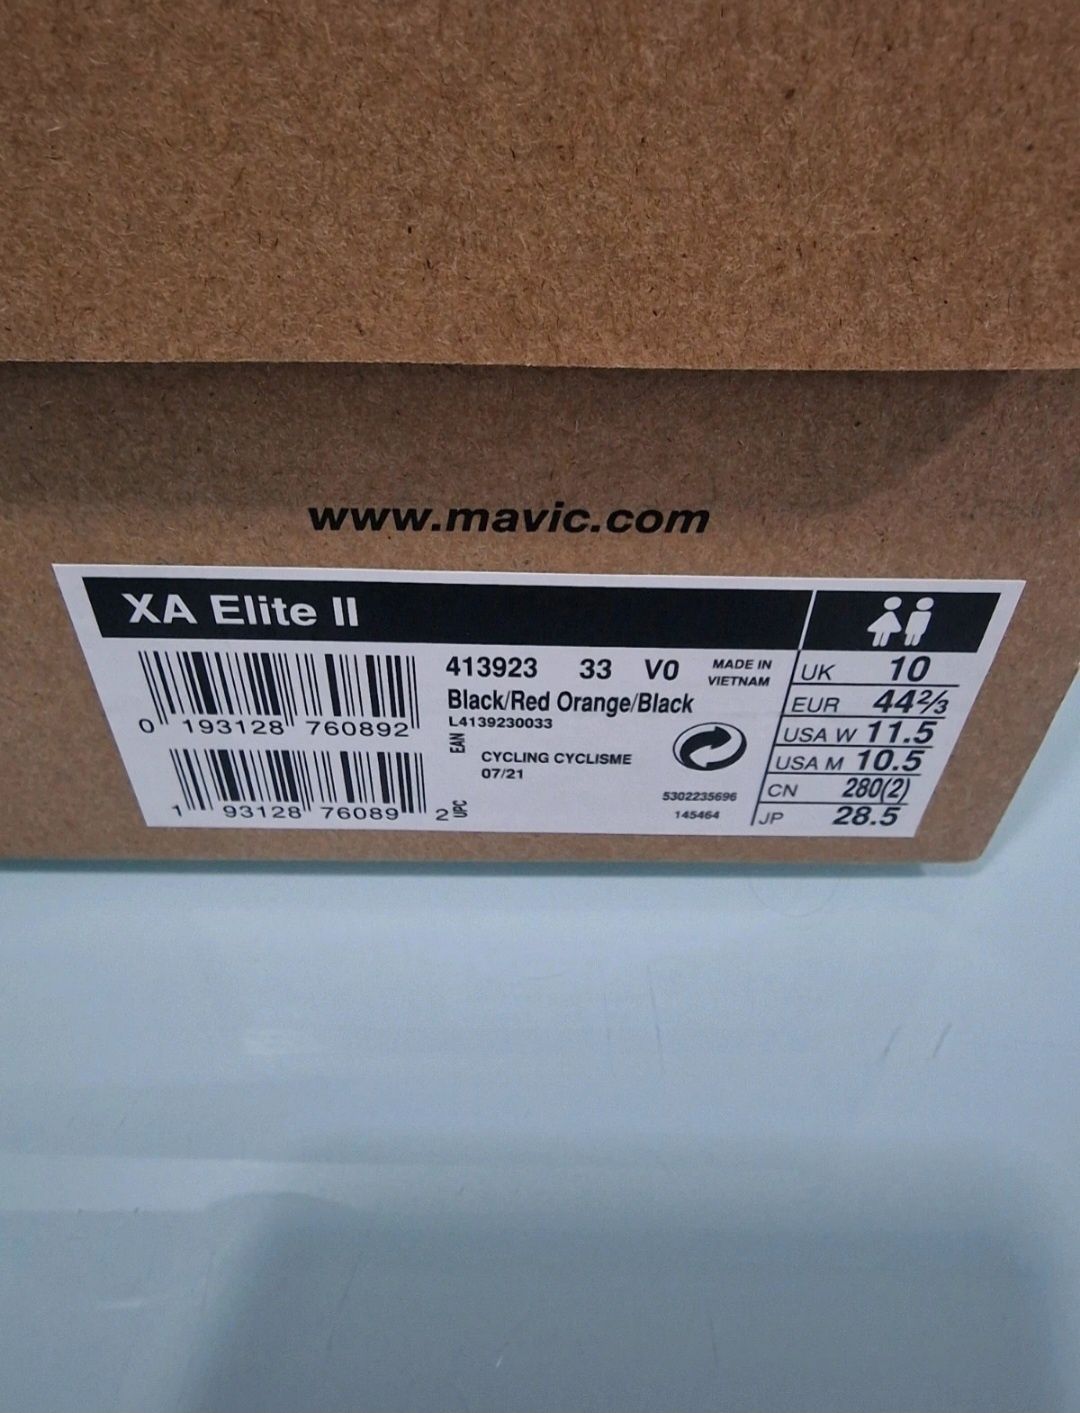 www.mavic.com
XA Elite II
0 193128 760892
EAN
1 93128 76089 2
UPC
413923 33 V0
Black/Red Orange/Black
L4139230033
CYCLING CYCLISME
07/21
MADE IN
VIETNAM
5302235696
145464
UK 10
EUR 44⅔
USA W 11.5
USA M 10.5
CN 280(2)
JP 28.5